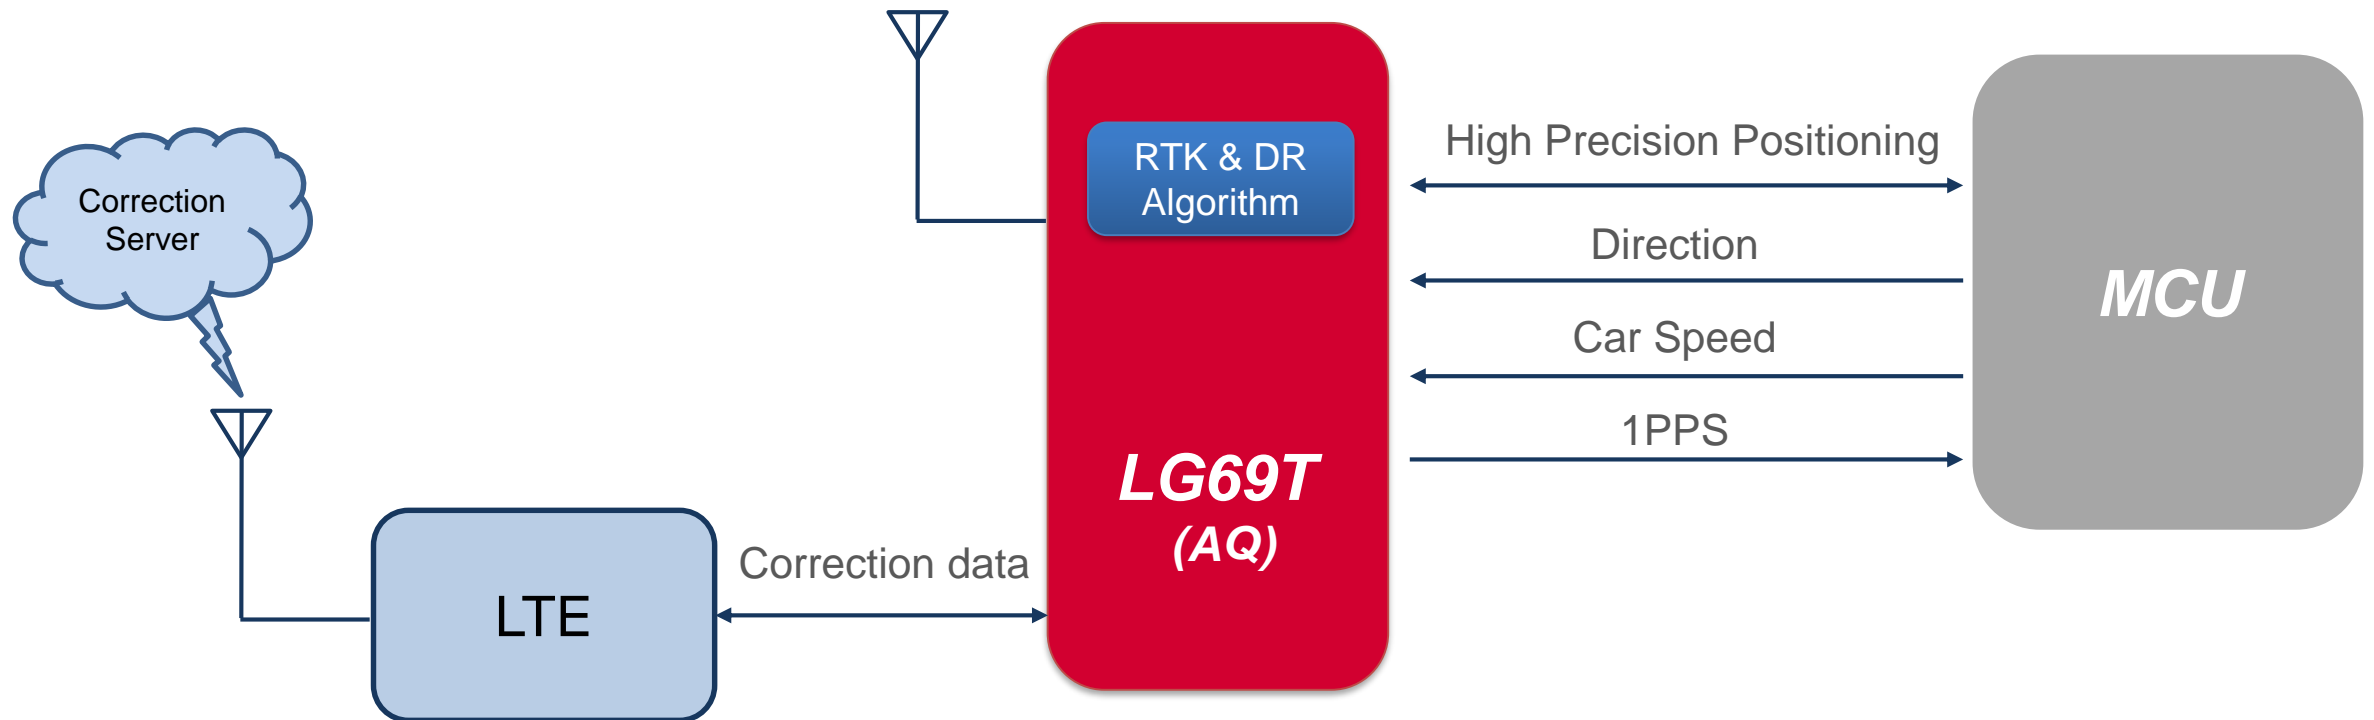 Correction
Server
LTE
Correction data
RTK & DR
Algorithm
LG69T
(AQ)
High Precision Positioning
Direction
Car Speed
1PPS
MCU